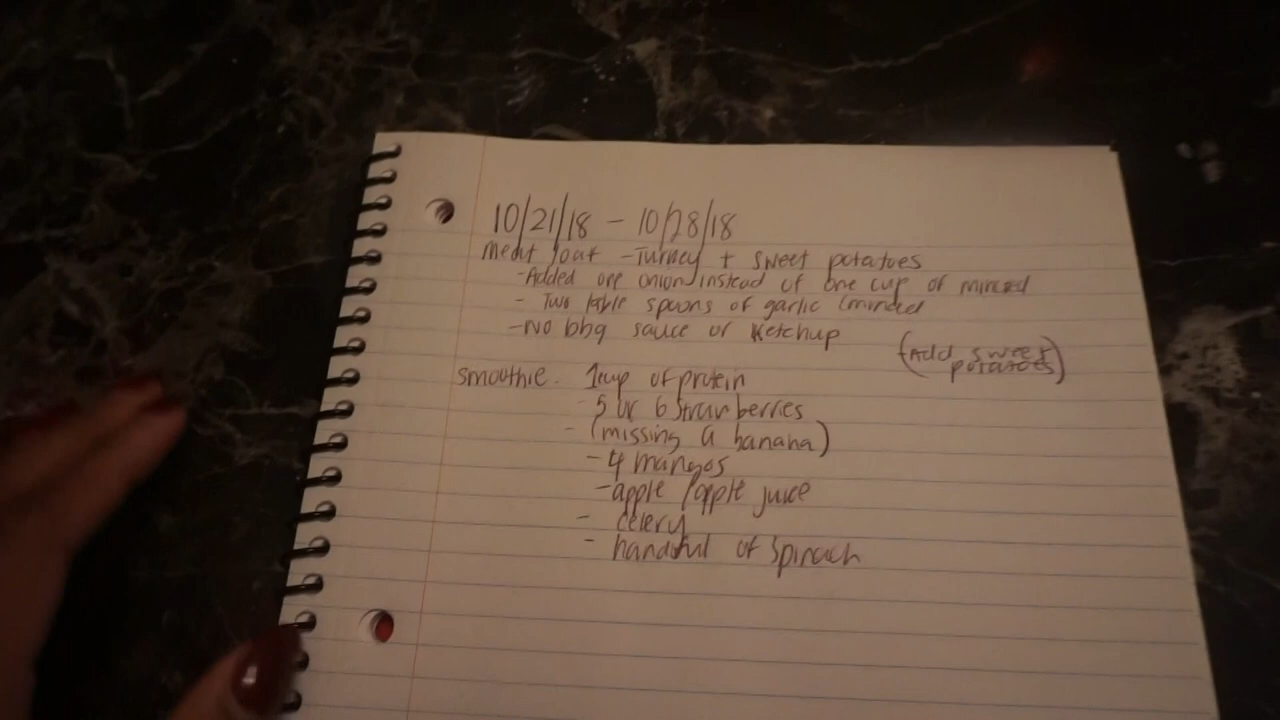 10/21/18 - 10/28/18
meat loaf - Turkey + sweet potatoes
-Added one onion instead of one cup of minced
- Two table spoons of garlic (minced
-No bbq sauce or Ketchup
(Add sweet
potatoes)
smoothie. 1cup of protein
- 5 or 6 strawberries
- (missing a banana)
- 4 mangos
-apple /apple juice
- celery
- handful of spinach